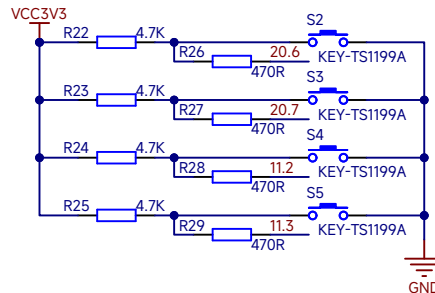 VCC3V3
R22 4.7K S2
R26 20.6 KEY-TS1199A
470R
R23 4.7K S3
R27 20.7 KEY-TS1199A
470R
R24 4.7K S4
R28 11.2 KEY-TS1199A
470R
R25 4.7K S5
R29 11.3 KEY-TS1199A
470R
GND